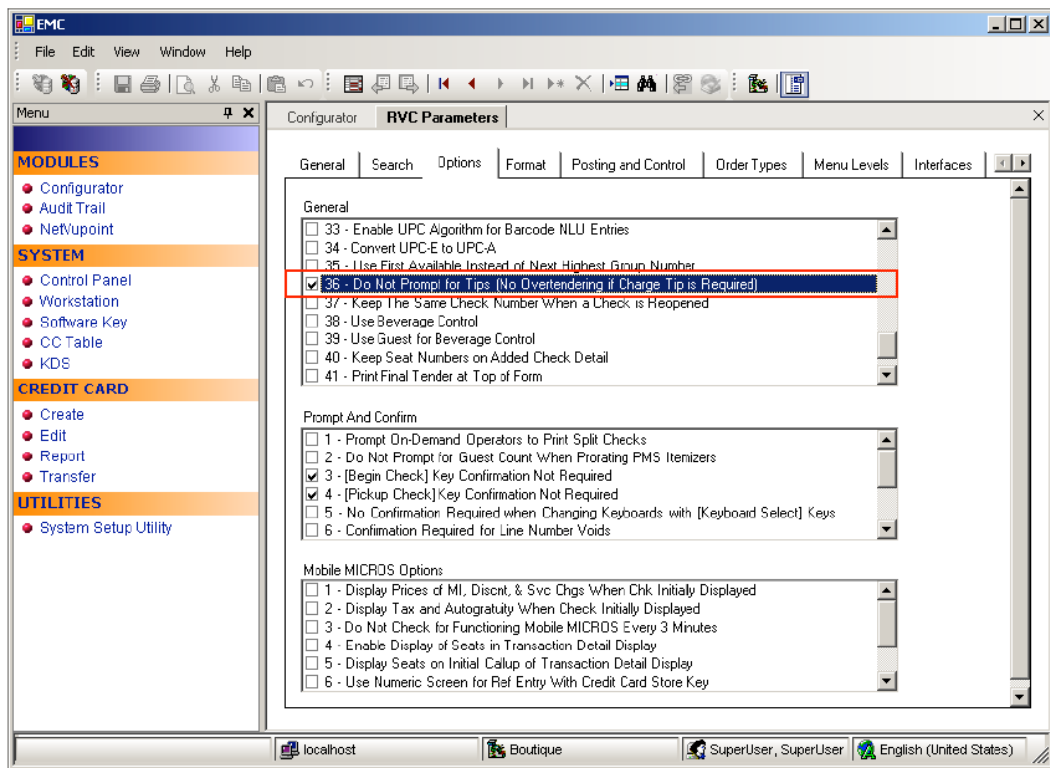 EMC
File Edit View Window Help
Menu
Configurator RVC Parameters
MODULES
Configurator
Audit Trail
NetVupoint
SYSTEM
Control Panel
Workstation
Software Key
CC Table
KDS
CREDIT CARD
Create
Edit
Report
Transfer
UTILITIES
System Setup Utility
General Search Options Format Posting and Control Order Types Menu Levels Interfaces
General
33 - Enable UPC Algorithm for Barcode NLU Entries
34 - Convert UPC-E to UPC-A
35 - Use First Available Instead of Next Highest Group Number
36 - Do Not Prompt for Tips (No Overtendering if Charge Tip is Required)
37 - Keep The Same Check Number When a Check is Reopened
38 - Use Beverage Control
39 - Use Guest for Beverage Control
40 - Keep Seat Numbers on Added Check Detail
41 - Print Final Tender at Top of Form
Prompt And Confirm
1 - Prompt On-Demand Operators to Print Split Checks
2 - Do Not Prompt for Guest Count When Prorating PMS Itemizers
3 - [Begin Check] Key Confirmation Not Required
4 - [Pickup Check] Key Confirmation Not Required
5 - No Confirmation Required when Changing Keyboards with [Keyboard Select] Keys
6 - Confirmation Required for Line Number Voids
Mobile MICROS Options
1 - Display Prices of MI, Discnt, & Svc Chgs When Chk Initially Displayed
2 - Display Tax and Autogratuity When Check Initially Displayed
3 - Do Not Check for Functioning Mobile MICROS Every 3 Minutes
4 - Enable Display of Seats in Transaction Detail Display
5 - Display Seats on Initial Callup of Transaction Detail Display
6 - Use Numeric Screen for Ref Entry With Credit Card Store Key
localhost Boutique SuperUser, SuperUser English (United States)